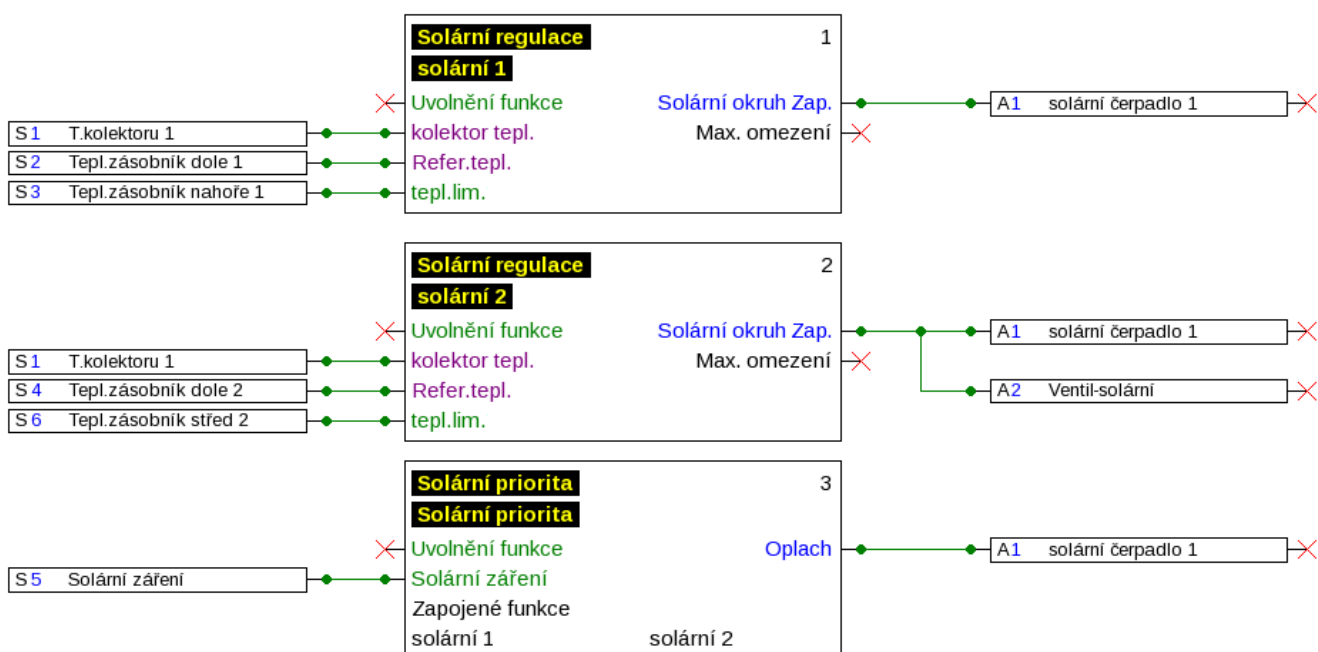 Solární regulace 1
solární 1
Uvolnění funkce Solární okruh Zap. A1 solární čerpadlo 1
S1 T.kolektoru 1 kolektor tepl. Max. omezení
S2 Tepl.zásobník dole 1 Refer.tepl.
S3 Tepl.zásobník nahoře 1 tepl.lim.
Solární regulace 2
solární 2
Uvolnění funkce Solární okruh Zap. A1 solární čerpadlo 1
S1 T.kolektoru 1 kolektor tepl. Max. omezení
S4 Tepl.zásobník dole 2 Refer.tepl. A2 Ventil-solární
S6 Tepl.zásobník střed 2 tepl.lim.
Solární priorita 3
Solární priorita
Uvolnění funkce Oplach A1 solární čerpadlo 1
S5 Solární záření Solární záření
Zapojené funkce
solární 1 solární 2